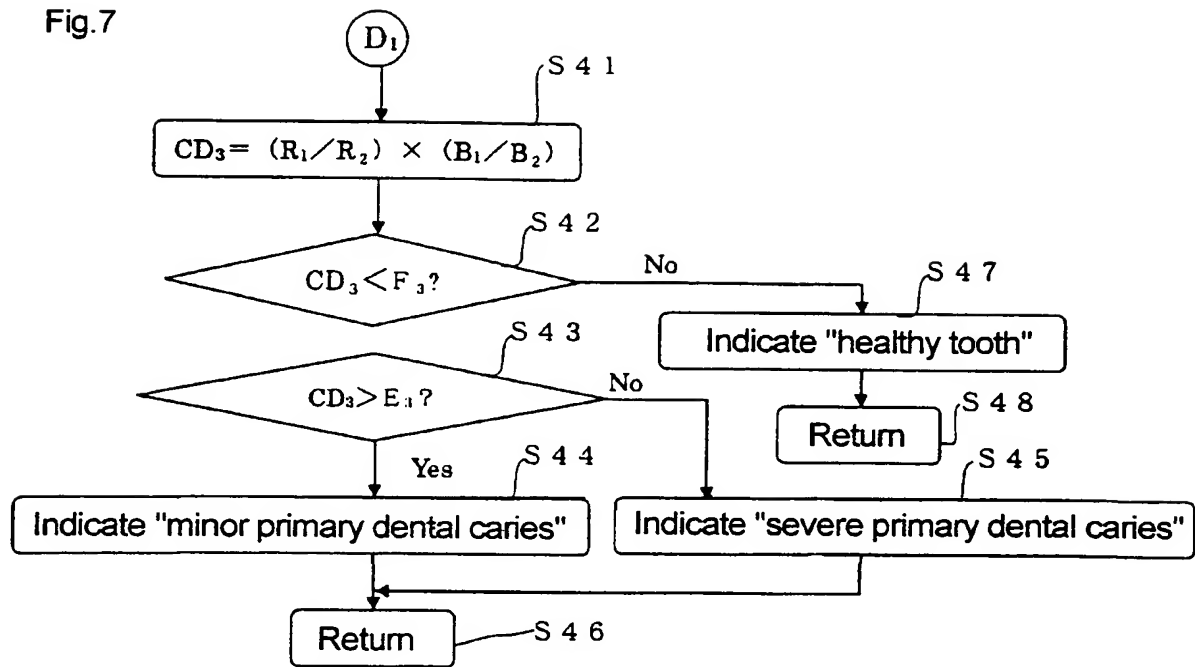 Fig.7
D₁
S 4 1
CD₃= (R₁/R₂) × (B₁/B₂)
S 4 2
CD₃<F₃?
No
S 4 7
Indicate "healthy tooth"
S 4 3
CD₃>E₃?
No
S 4 8
Return
Yes
S 4 4
S 4 5
Indicate "minor primary dental caries"
Indicate "severe primary dental caries"
Return
S 4 6